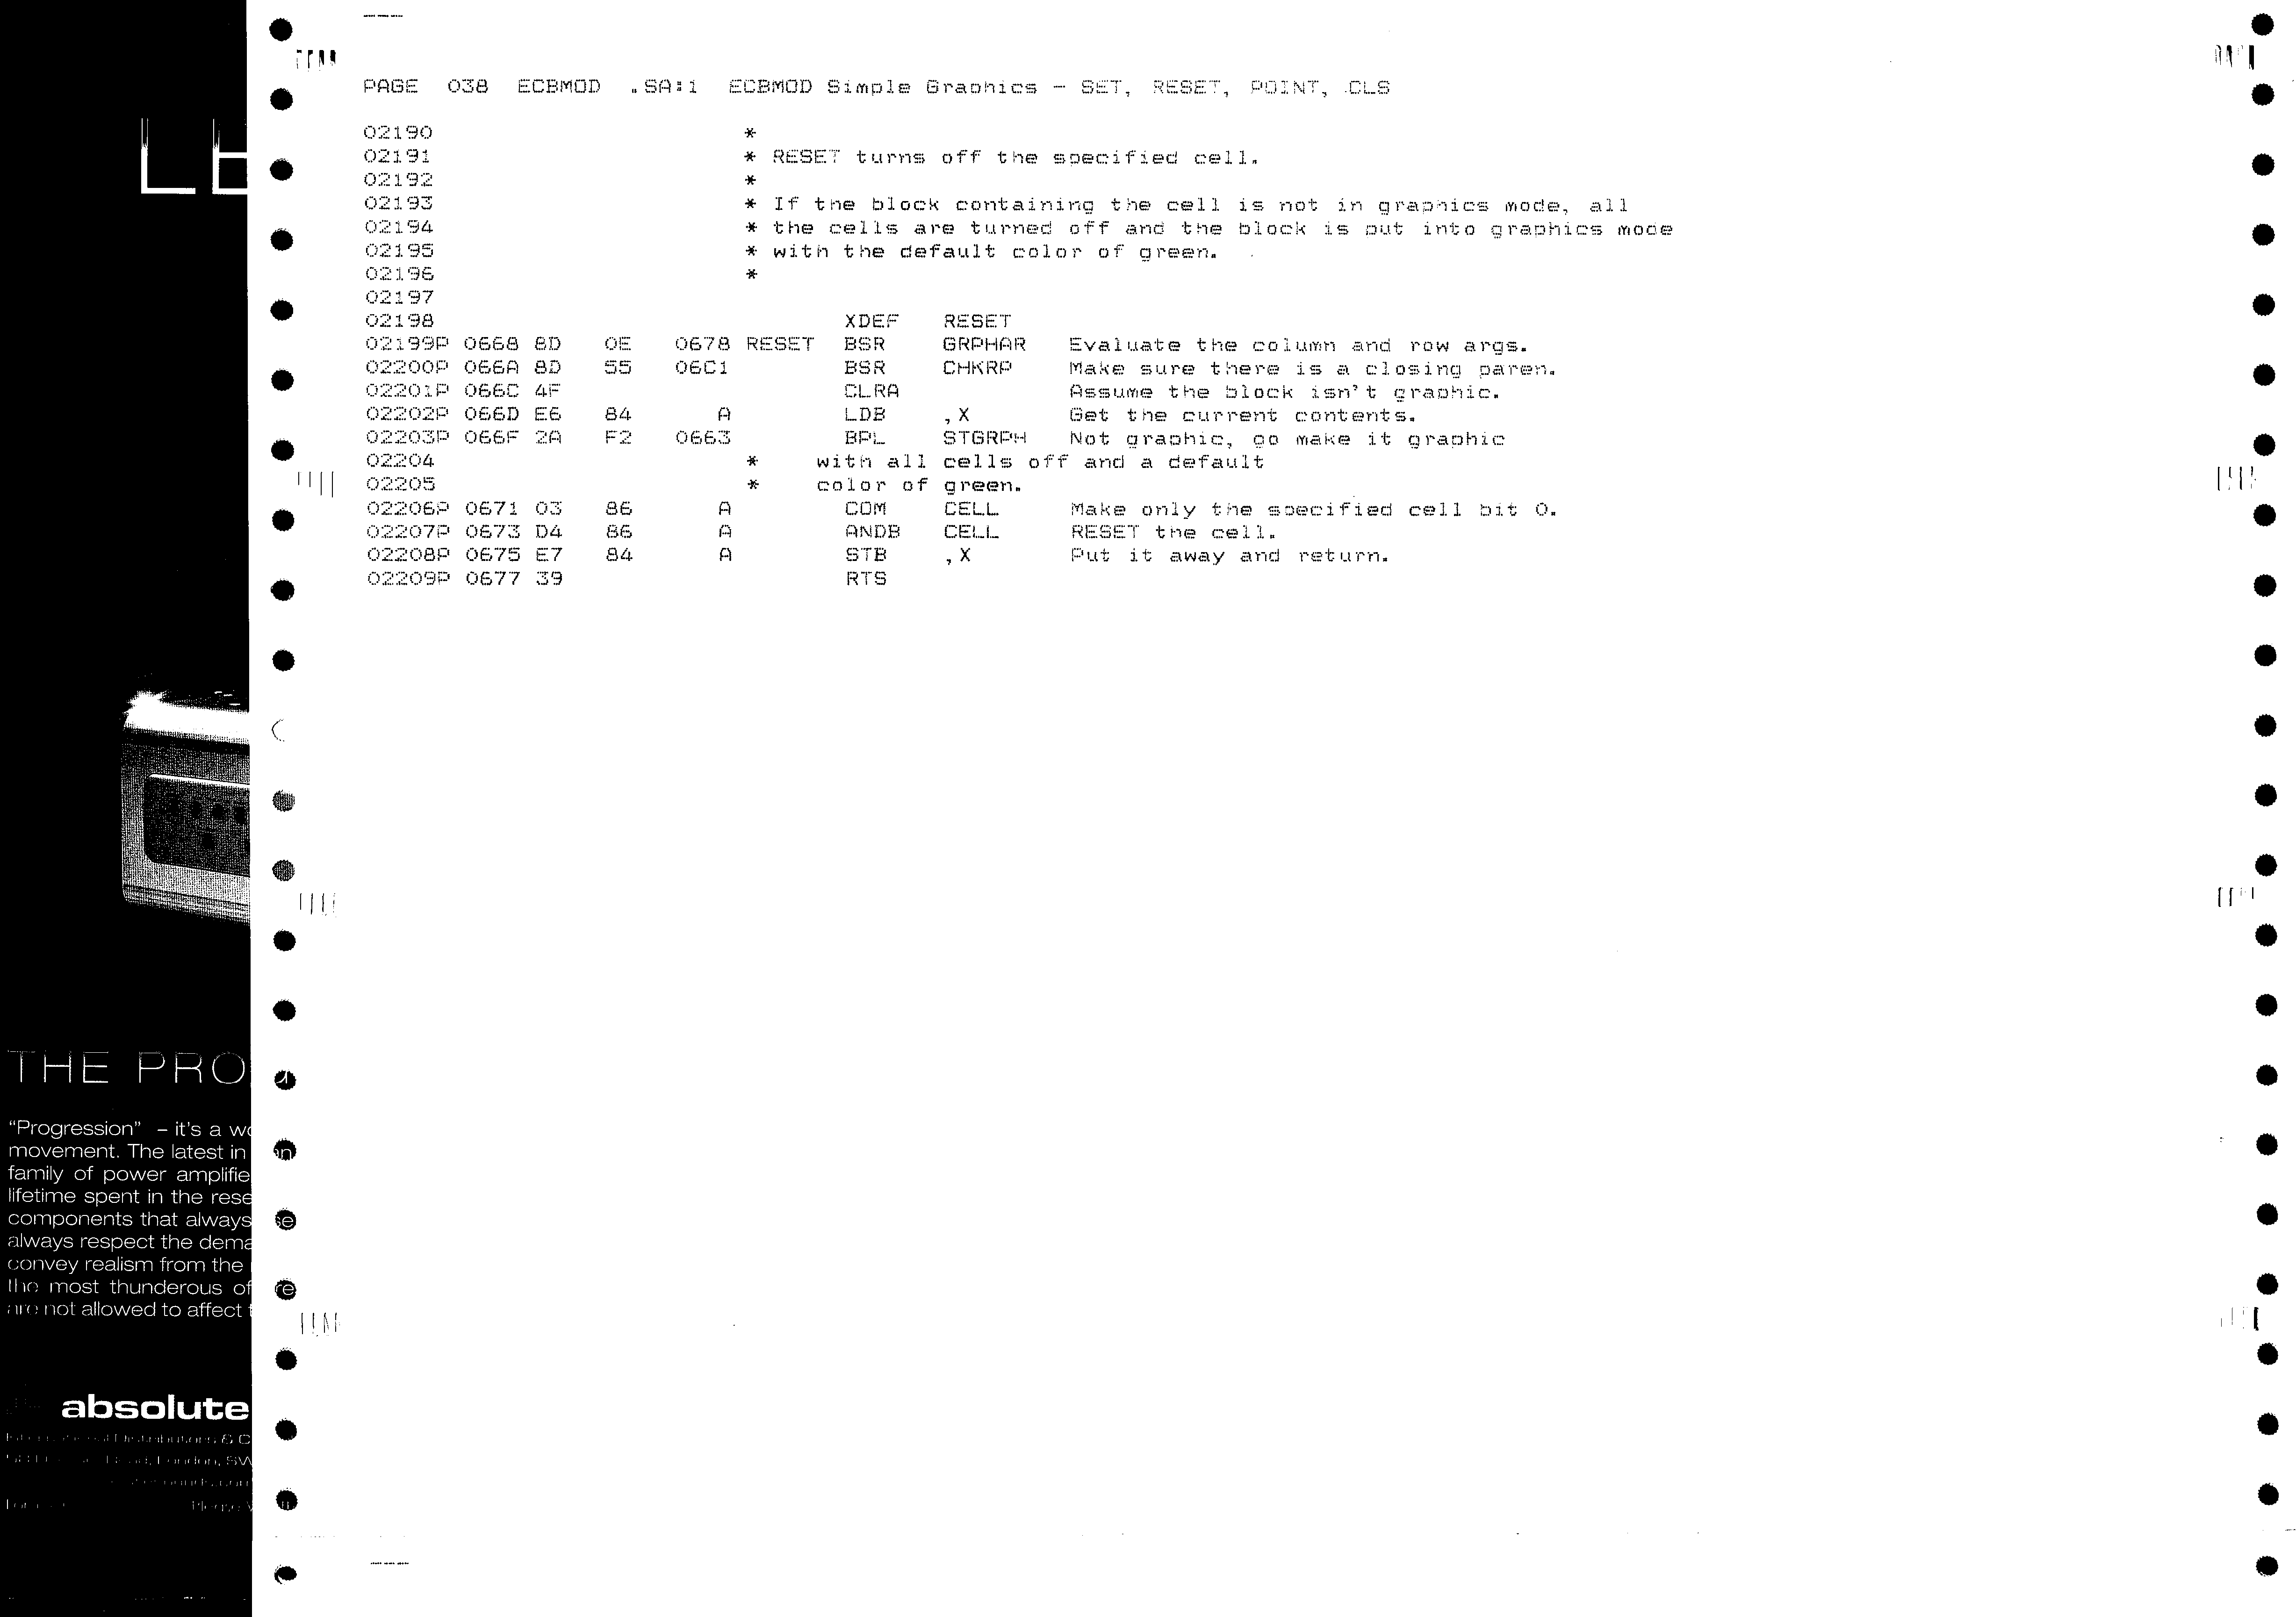 PAGE 038 ECBMOD .SA:1 ECBMOD Simple Graphics - SET, RESET, POINT, CLS
02190 *
02191 * RESET turns off the specified cell.
02192 *
02193 * If the block containing the cell is not in graphics mode, all
02194 * the cells are turned off and the block is put into graphics mode
02195 * with the default color of green.
02196 *
02197
02198 XDEF RESET
02199P 0668 8D 0E 0678 RESET BSR GRPHAR Evaluate the column and row args.
02200P 066A 8D 55 06C1 BSR CHKRP Make sure there is a closing paren.
02201P 066C 4F CLRA Assume the block isn't graphic.
02202P 066D E6 84 A LDB ,X Get the current contents.
02203P 066F 2A F2 0663 BPL STGRPH Not graphic, go make it graphic
02204 * with all cells off and a default
02205 * color of green.
02206P 0671 03 86 A COM CELL Make only the specified cell bit 0.
02207P 0673 D4 86 A ANDB CELL RESET the cell.
02208P 0675 E7 84 A STB ,X Put it away and return.
02209P 0677 39 RTS
LE
THE PRO
"Progression" – it's a wo
movement. The latest in
family of power amplifie
lifetime spent in the rese
components that always
always respect the dema
convey realism from the
the most thunderous of
are not allowed to affect t
absolute
International Distributors & C
Road, London, SW
Please